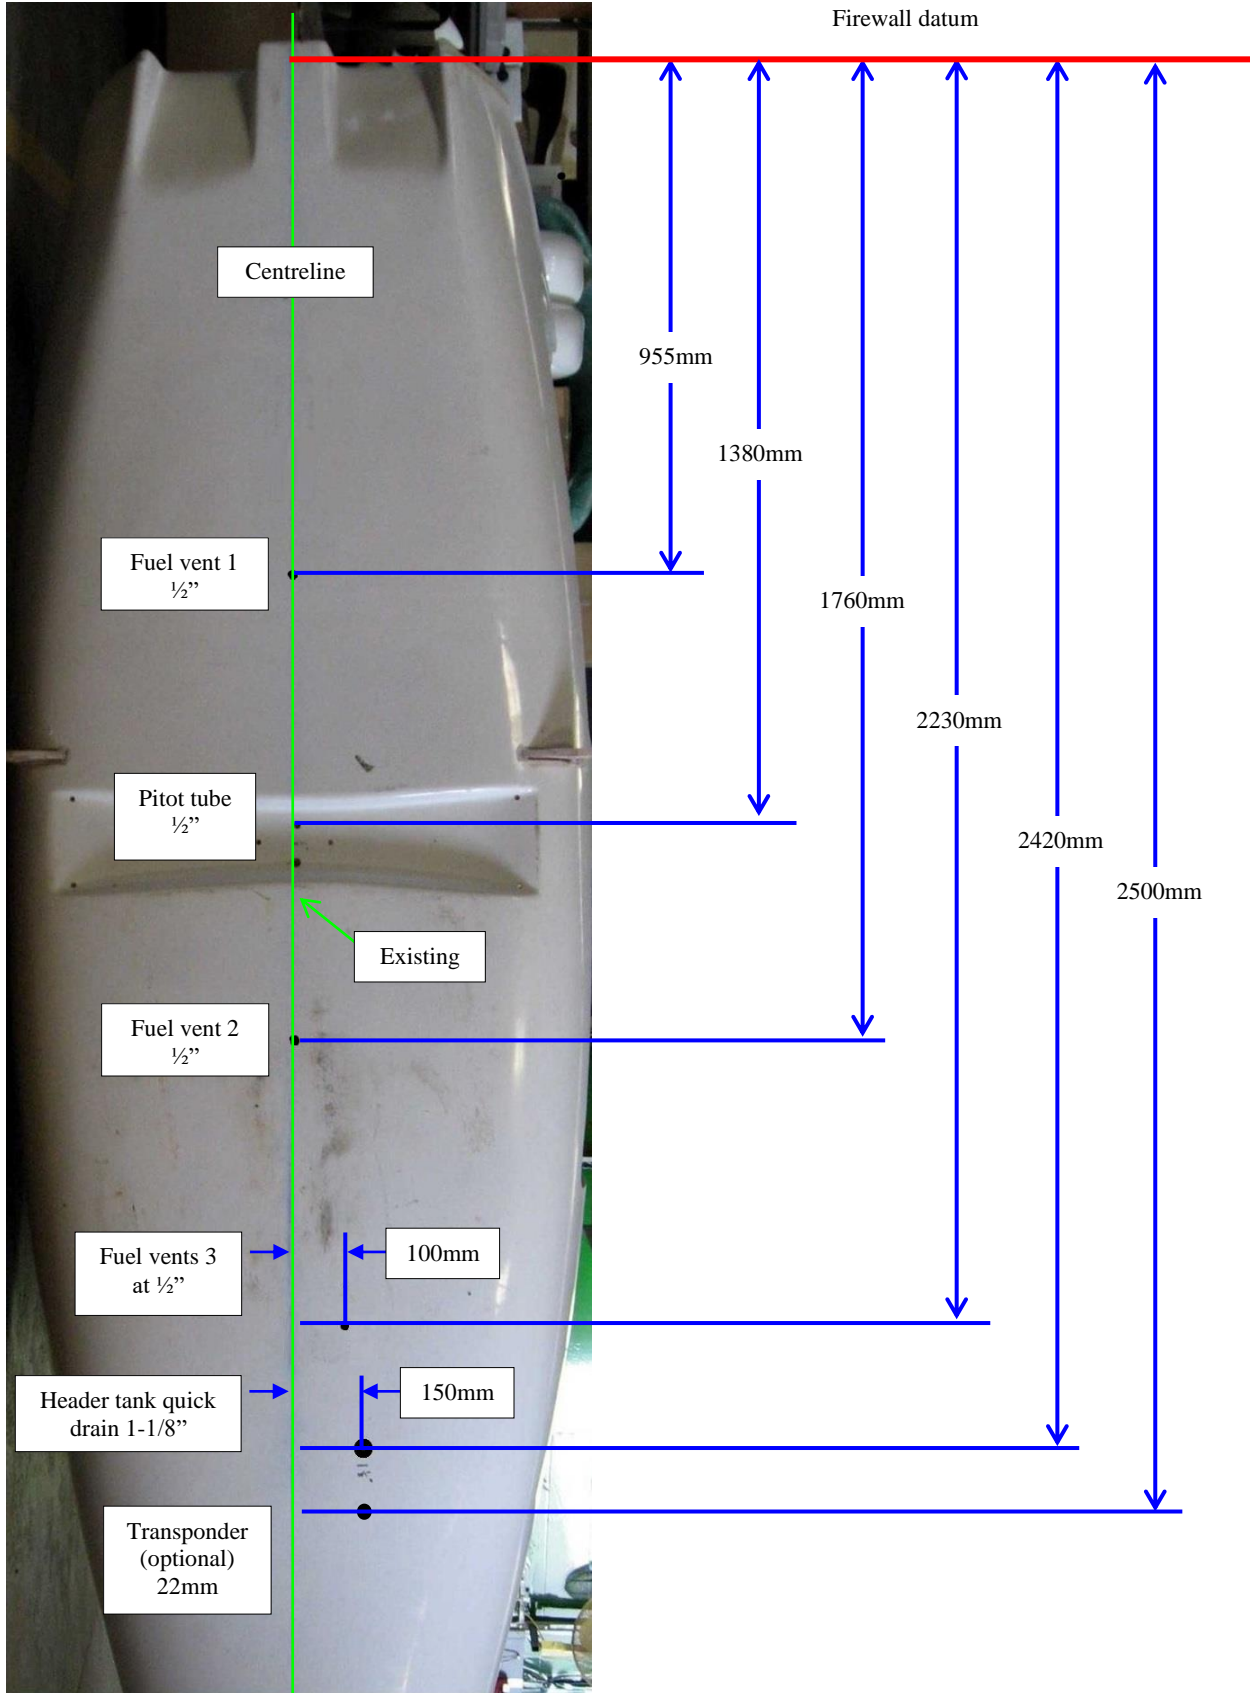 Firewall datum
Centreline
955mm
1380mm
Fuel vent 1
½”
1760mm
2230mm
Pitot tube
½”
2420mm
2500mm
Existing
Fuel vent 2
½”
Fuel vents 3
at ½”
100mm
Header tank quick
drain 1-1/8”
150mm
Transponder
(optional)
22mm